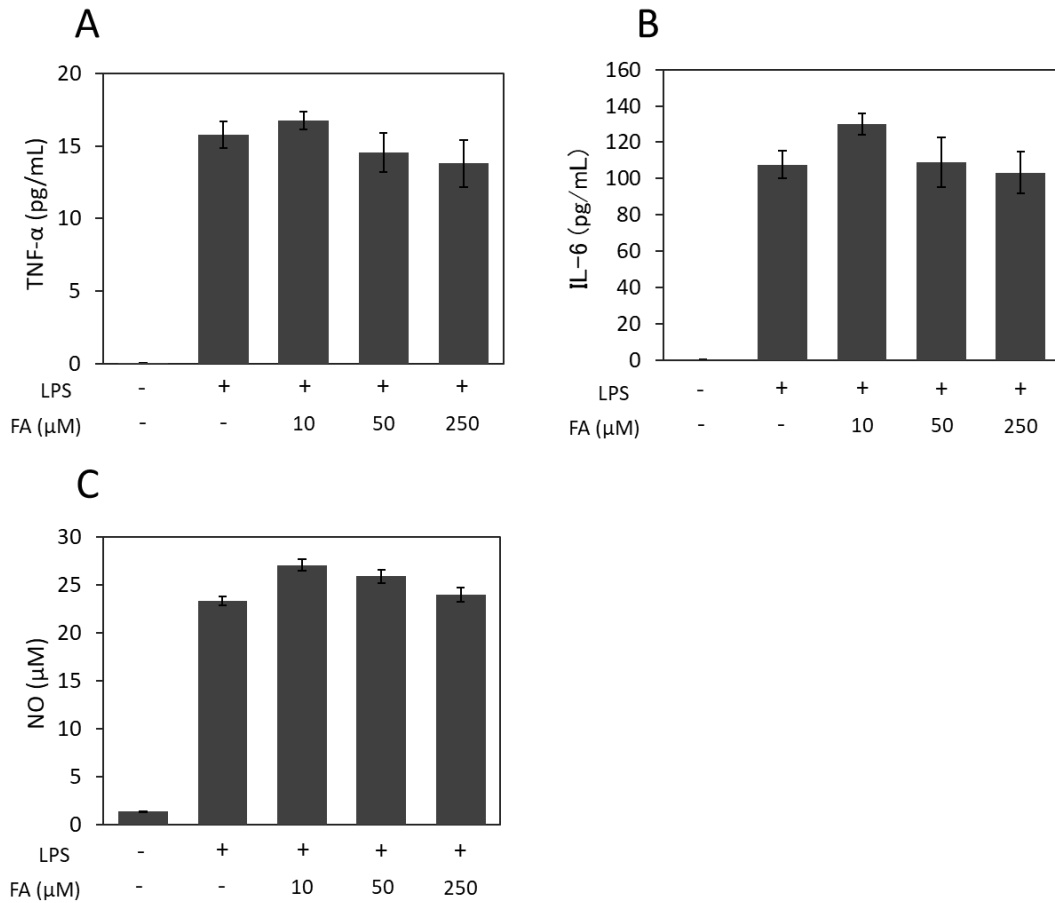 A
TNF-α (pg/mL)
20
15
10
5
0
LPS - + + + +
FA (μM) - - 10 50 250
B
IL-6 (pg/mL)
160
140
120
100
80
60
40
20
0
LPS - + + + +
FA (μM) - - 10 50 250
C
NO (μM)
30
25
20
15
10
5
0
LPS - + + + +
FA (μM) - - 10 50 250